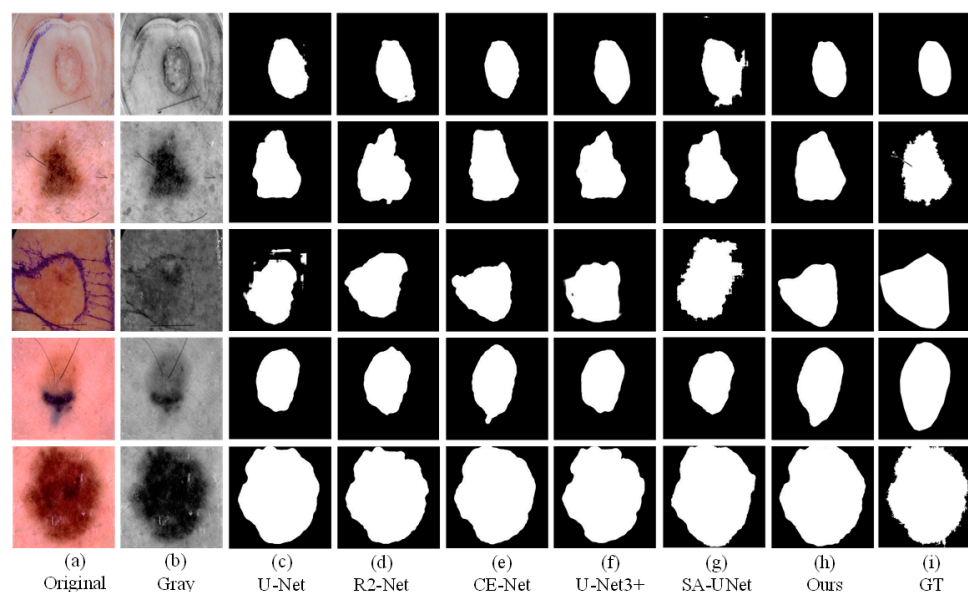 (a) (b) (c) (d) (e) (f) (g) (h) (i)
Original Gray U-Net R2-Net CE-Net U-Net3+ SA-UNet Ours GT